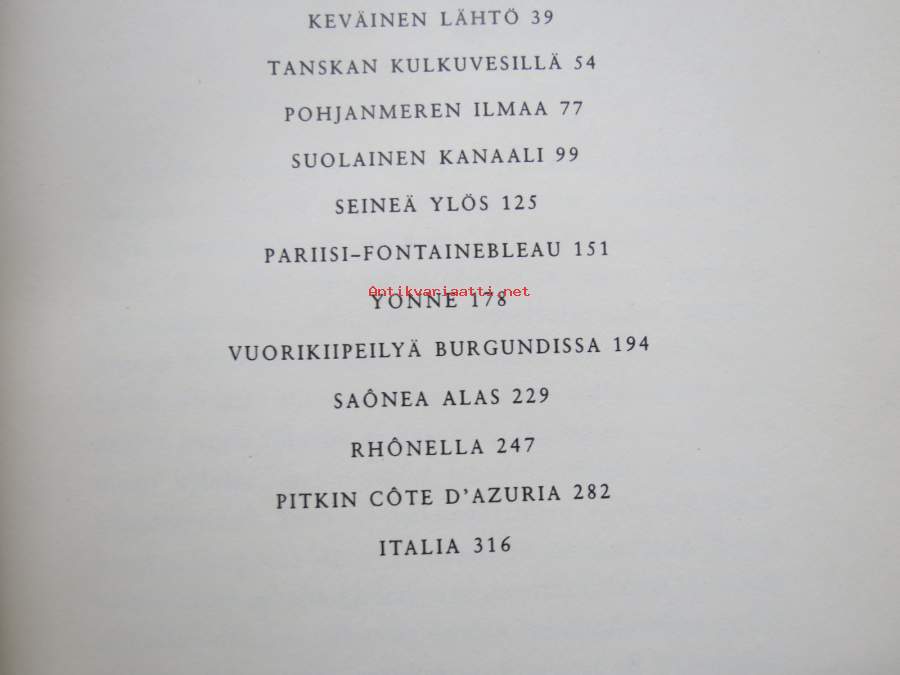 KEVÄINEN LÄHTÖ 39
TANSKAN KULKUVESILLÄ 54
POHJANMEREN ILMAA 77
SUOLAINEN KANAALI 99
SEINEÄ YLÖS 125
PARIISI–FONTAINEBLEAU 151
Antikvariaatti.net
YONNE 178
VUORIKIIPEILYÄ BURGUNDISSA 194
SAÔNEA ALAS 229
RHÔNELLA 247
PITKIN CÔTE D'AZURIA 282
ITALIA 316